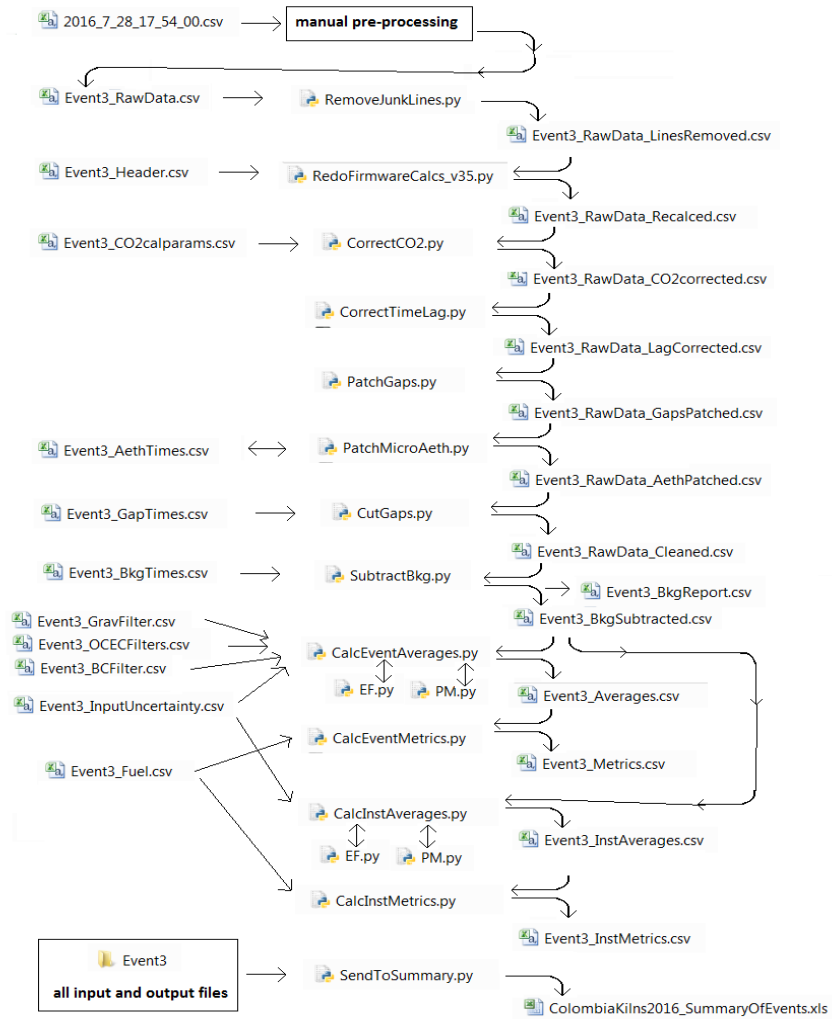 2016_7_28_17_54_00.csv
manual pre-processing
Event3_RawData.csv
RemoveJunkLines.py
Event3_RawData_LinesRemoved.csv
Event3_Header.csv
RedoFirmwareCalcs_v35.py
Event3_RawData_Recalced.csv
Event3_CO2calparams.csv
CorrectCO2.py
Event3_RawData_CO2corrected.csv
CorrectTimeLag.py
Event3_RawData_LagCorrected.csv
PatchGaps.py
Event3_RawData_GapsPatched.csv
Event3_AethTimes.csv
PatchMicroAeth.py
Event3_RawData_AethPatched.csv
Event3_GapTimes.csv
CutGaps.py
Event3_RawData_Cleaned.csv
Event3_BkgTimes.csv
SubtractBkg.py
Event3_BkgReport.csv
Event3_BkgSubtracted.csv
Event3_GravFilter.csv
Event3_OCECFilters.csv
Event3_BCFilter.csv
CalcEventAverages.py
EF.py
PM.py
Event3_Averages.csv
Event3_InputUncertainty.csv
CalcEventMetrics.py
Event3_Metrics.csv
Event3_Fuel.csv
CalcInstAverages.py
EF.py
PM.py
Event3_InstAverages.csv
CalcInstMetrics.py
Event3_InstMetrics.csv
Event3
all input and output files
SendToSummary.py
ColombiaKilns2016_SummaryOfEvents.xls